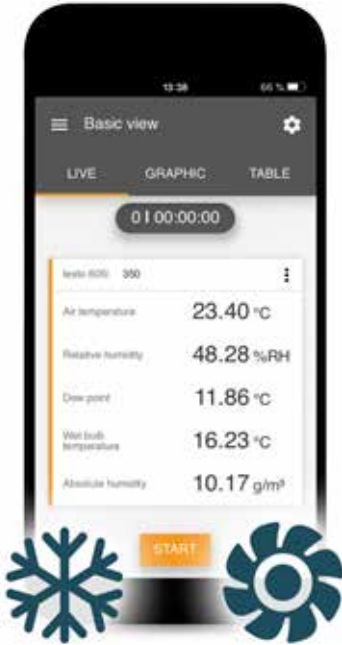 13:38 66 %
Basic view
LIVE GRAPHIC TABLE
0 I 00:00:00
testo 605i 350
Air temperature 23.40 °C
Relative humidity 48.28 %RH
Dew point 11.86 °C
Wet bulb
temperature 16.23 °C
Absolute humidity 10.17 g/m³
START